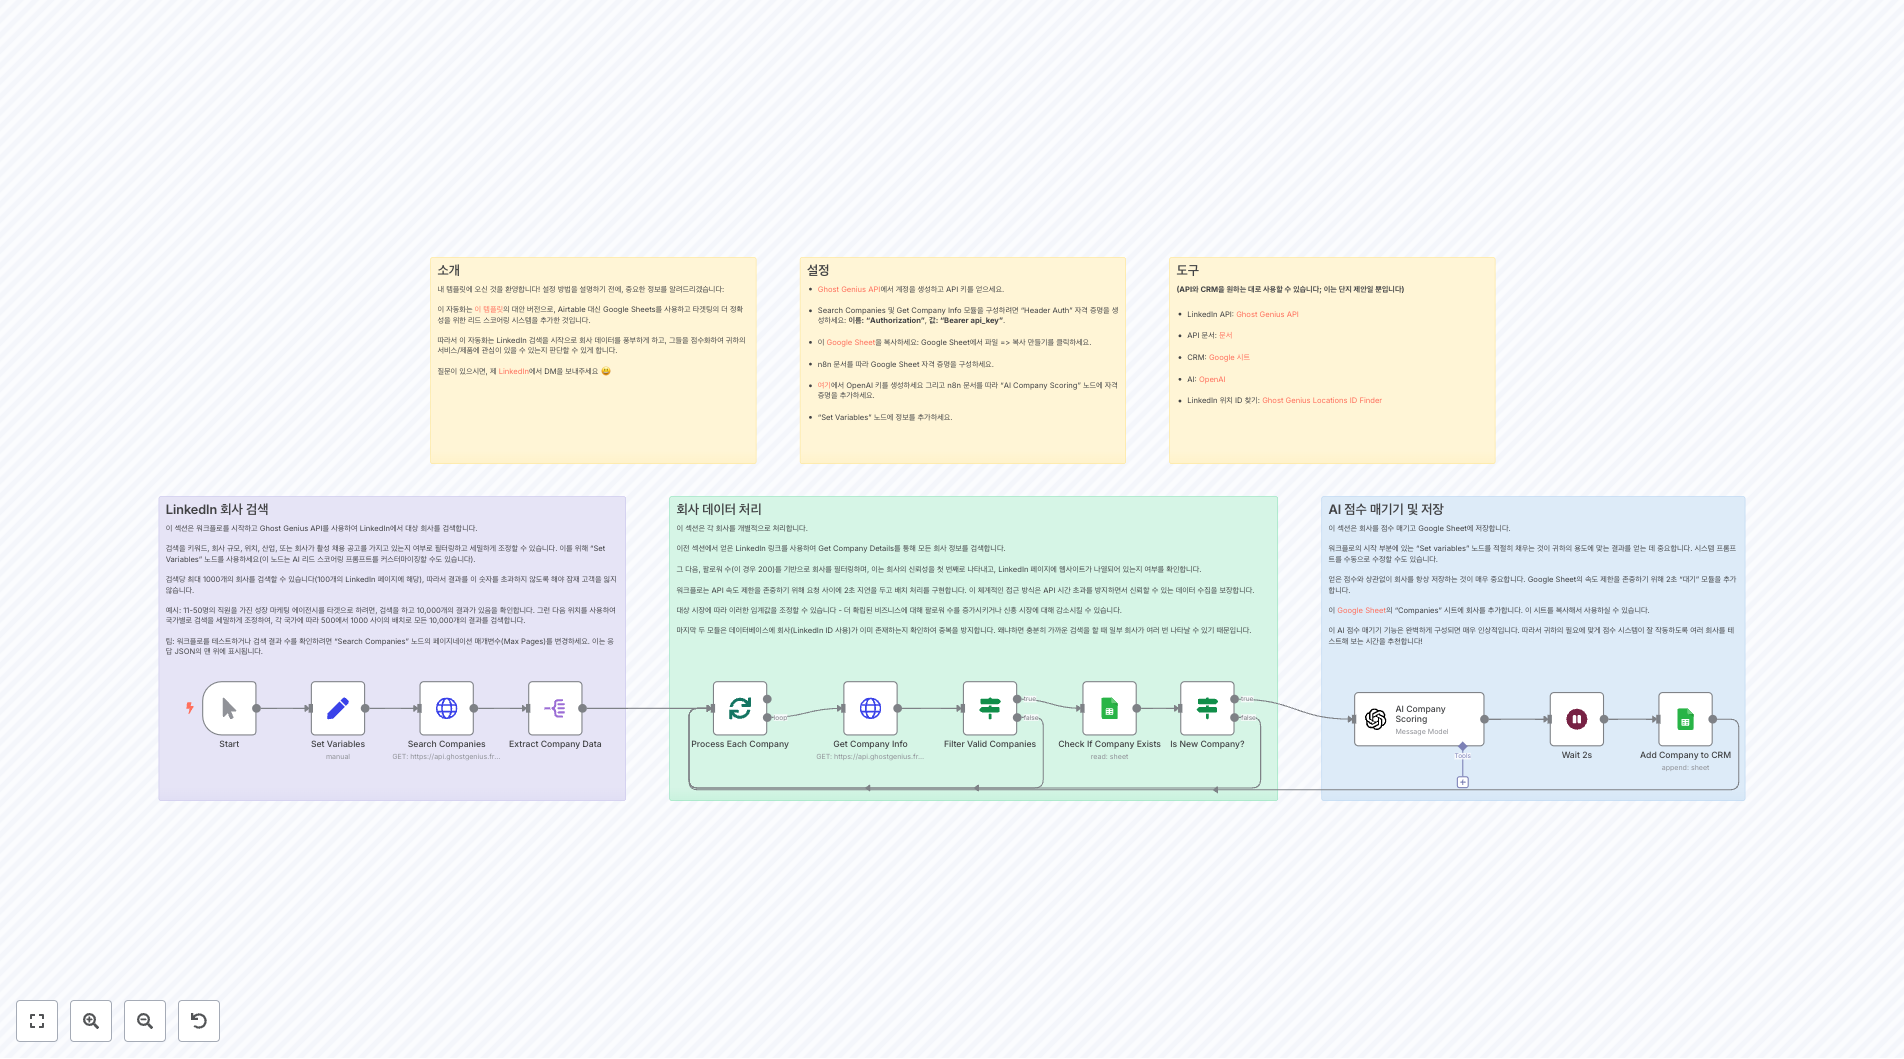 소개
내 템플릿에 오신 것을 환영합니다! 설정 방법을 설명하기 전에, 중요한 정보를 알려드리겠습니다:
이 자동화는 이 템플릿의 대안 버전으로, Airtable 대신 Google Sheets를 사용하고 타겟팅의 더 정확
성을 위한 리드 스코어링 시스템을 추가한 것입니다.
따라서 이 자동화는 LinkedIn 검색을 시작으로 회사 데이터를 풍부하게 하고, 그들을 점수화하여 귀하의
서비스/제품에 관심이 있을 수 있는지 판단할 수 있게 합니다.
질문이 있으시면, 제 LinkedIn에서 DM을 보내주세요 😀
설정
• Ghost Genius API에서 계정을 생성하고 API 키를 얻으세요.
• Search Companies 및 Get Company Info 모듈을 구성하려면 "Header Auth" 자격 증명을 생
성하세요: 이름: "Authorization", 값: "Bearer api_key".
• 이 Google Sheet을 복사하세요: Google Sheet에서 파일 => 복사 만들기를 클릭하세요.
• n8n 문서를 따라 Google Sheet 자격 증명을 구성하세요.
• 여기에서 OpenAI 키를 생성하세요 그리고 n8n 문서를 따라 "AI Company Scoring" 노드에 자격
증명을 추가하세요.
• "Set Variables" 노드에 정보를 추가하세요.
도구
(API와 CRM을 원하는 대로 사용할 수 있습니다; 이는 단지 제안일 뿐입니다)
• LinkedIn API: Ghost Genius API
• API 문서: 문서
• CRM: Google 시트
• AI: OpenAI
• LinkedIn 위치 ID 찾기: Ghost Genius Locations ID Finder
LinkedIn 회사 검색
이 섹션은 워크플로를 시작하고 Ghost Genius API를 사용하여 LinkedIn에서 대상 회사를 검색합니다.
검색을 키워드, 회사 규모, 위치, 산업, 또는 회사가 활성 채용 공고를 가지고 있는지 여부로 필터링하고 세밀하게 조정할 수 있습니다. 이를 위해 "Set
Variables" 노드를 사용하세요(이 노드는 AI 리드 스코어링 프롬프트를 커스터마이징할 수도 있습니다).
검색당 최대 1000개의 회사를 검색할 수 있습니다(100개의 LinkedIn 페이지에 해당), 따라서 결과를 이 숫자를 초과하지 않도록 해야 잠재 고객을 잃지
않습니다.
예시: 11-50명의 직원을 가진 성장 마케팅 에이전시를 타겟으로 하려면, 검색을 하고 10,000개의 결과가 있음을 확인합니다. 그런 다음 위치를 사용하여
국가별로 검색을 세밀하게 조정하여, 각 국가에 따라 500에서 1000 사이의 배치로 모든 10,000개의 결과를 검색합니다.
팁: 워크플로를 테스트하거나 검색 결과 수를 확인하려면 "Search Companies" 노드의 페이지네이션 매개변수(Max Pages)를 변경하세요. 이는 응
답 JSON의 맨 위에 표시됩니다.
Start
Set Variables
manual
Search Companies
GET: https://api.ghostgenius.fr...
Extract Company Data
회사 데이터 처리
이 섹션은 각 회사를 개별적으로 처리합니다.
이전 섹션에서 얻은 LinkedIn 링크를 사용하여 Get Company Details를 통해 모든 회사 정보를 검색합니다.
그 다음, 팔로워 수(이 경우 200)를 기반으로 회사를 필터링하며, 이는 회사의 신뢰성을 첫 번째로 나타내고, LinkedIn 페이지에 웹사이트가 나열되어 있는지 여부를 확인합니다.
워크플로는 API 속도 제한을 존중하기 위해 요청 사이에 2초 지연을 두고 배치 처리를 구현합니다. 이 체계적인 접근 방식은 API 시간 초과를 방지하면서 신뢰할 수 있는 데이터 수집을 보장합니다.
대상 시장에 따라 이러한 임계값을 조정할 수 있습니다 - 더 확립된 비즈니스에 대해 팔로워 수를 증가시키거나 신흥 시장에 대해 감소시킬 수 있습니다.
마지막 두 모듈은 데이터베이스에 회사(LinkedIn ID 사용)가 이미 존재하는지 확인하여 중복을 방지합니다. 왜냐하면 충분히 가까운 검색을 할 때 일부 회사가 여러 번 나타날 수 있기 때문입니다.
loop
Process Each Company
Get Company Info
GET: https://api.ghostgenius.fr...
true
false
Filter Valid Companies
Check If Company Exists
read: sheet
true
false
Is New Company?
AI 점수 매기기 및 저장
이 섹션은 회사를 점수 매기고 Google Sheet에 저장합니다.
워크플로의 시작 부분에 있는 "Set variables" 노드를 적절히 채우는 것이 귀하의 용도에 맞는 결과를 얻는 데 중요합니다. 시스템 프롬프
트를 수동으로 수정할 수도 있습니다.
얻은 점수와 상관없이 회사를 항상 저장하는 것이 매우 중요합니다. Google Sheet의 속도 제한을 존중하기 위해 2초 "대기" 모듈을 추가
합니다.
이 Google Sheet의 "Companies" 시트에 회사를 추가합니다. 이 시트를 복사해서 사용하실 수 있습니다.
이 AI 점수 매기기 기능은 완벽하게 구성되면 매우 인상적입니다. 따라서 귀하의 필요에 맞게 점수 시스템이 잘 작동하도록 여러 회사를 테
스트해 보는 시간을 추천합니다!
AI Company
Scoring
Message Model
Tools
Wait 2s
Add Company to CRM
append: sheet